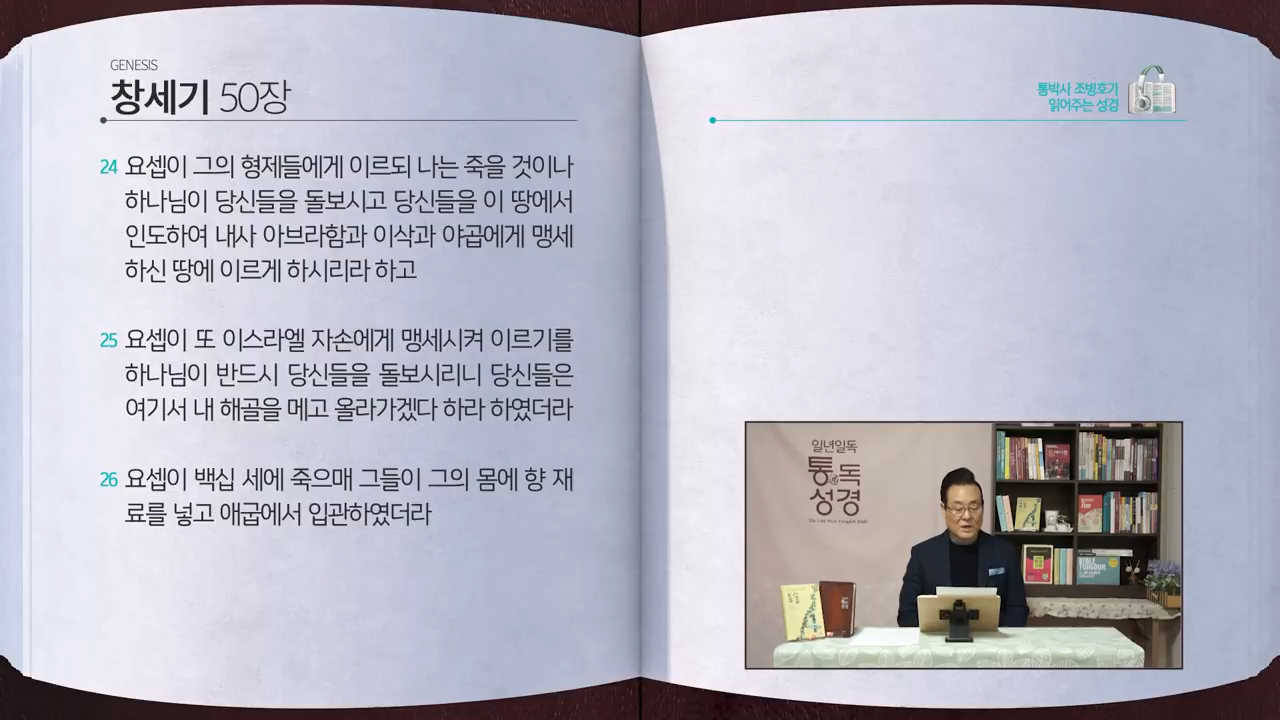 GENESIS
창세기 50장
통박사 조병호가
읽어주는 성경
24 요셉이 그의 형제들에게 이르되 나는 죽을 것이나
하나님이 당신들을 돌보시고 당신들을 이 땅에서
인도하여 내사 아브라함과 이삭과 야곱에게 맹세
하신 땅에 이르게 하시리라 하고
25 요셉이 또 이스라엘 자손에게 맹세시켜 이르기를
하나님이 반드시 당신들을 돌보시리니 당신들은
여기서 내 해골을 메고 올라가겠다 하라 하였더라
26 요셉이 백십 세에 죽으매 그들이 그의 몸에 향 재
료를 넣고 애굽에서 입관하였더라
일년일독
통독
성경
BIBLE
TONGDOK